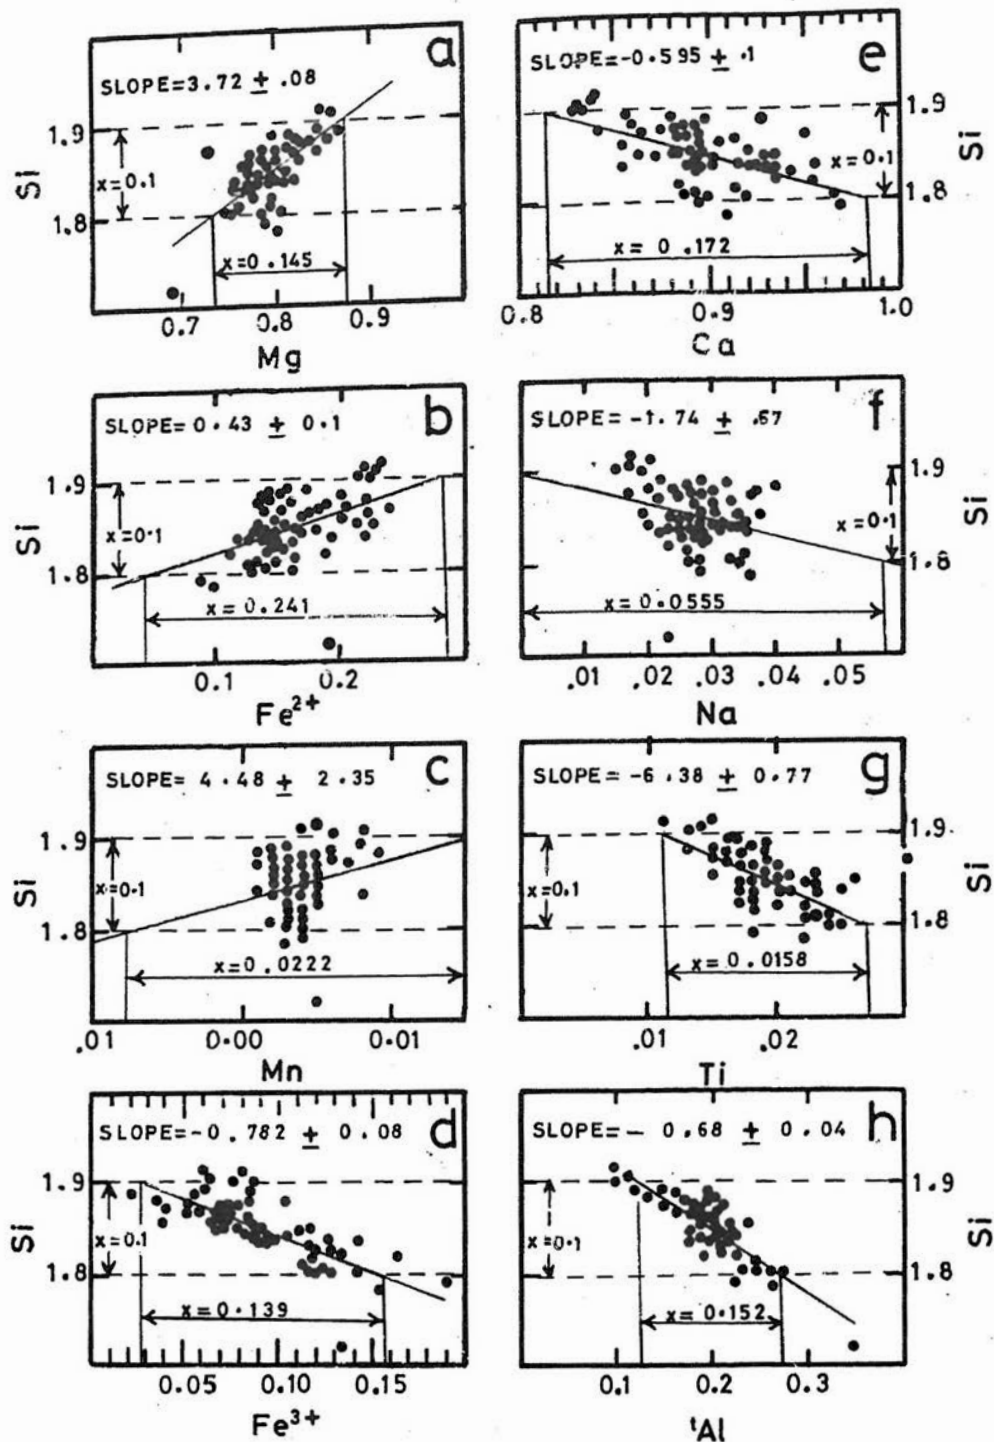 a
SLOPE=3.72 ± .08
1.9
1.8
Si
x=0.1
x=0.145
0.7 0.8 0.9
Mg
e
SLOPE=-0.595 ± .1
1.9
1.8
Si
x=0.1
x= 0.172
0.8 0.9 1.0
Ca
b
SLOPE= 0.43 ± 0.1
1.9
1.8
Si
x=0.1
x= 0.241
0.1 0.2
Fe2+
f
SLOPE= -1.74 ± .67
1.9
1.8
Si
x=0.1
x=0.0555
.01 .02 .03 .04 .05
Na
c
SLOPE= 4.48 ± 2.35
1.9
1.8
Si
x=0.1
x=0.0222
.01 0.00 0.01
Mn
g
SLOPE= -6.38 ± 0.77
1.9
1.8
Si
x=0.1
x=0.0158
.01 .02
Ti
d
SLOPE=-0.782 ± 0.08
1.9
1.8
Si
x=0.1
x=0.139
0.05 0.10 0.15
Fe3+
h
SLOPE= - 0.68 ± 0.04
1.9
1.8
Si
x=0.1
x= 0.152
0.1 0.2 0.3
tAl